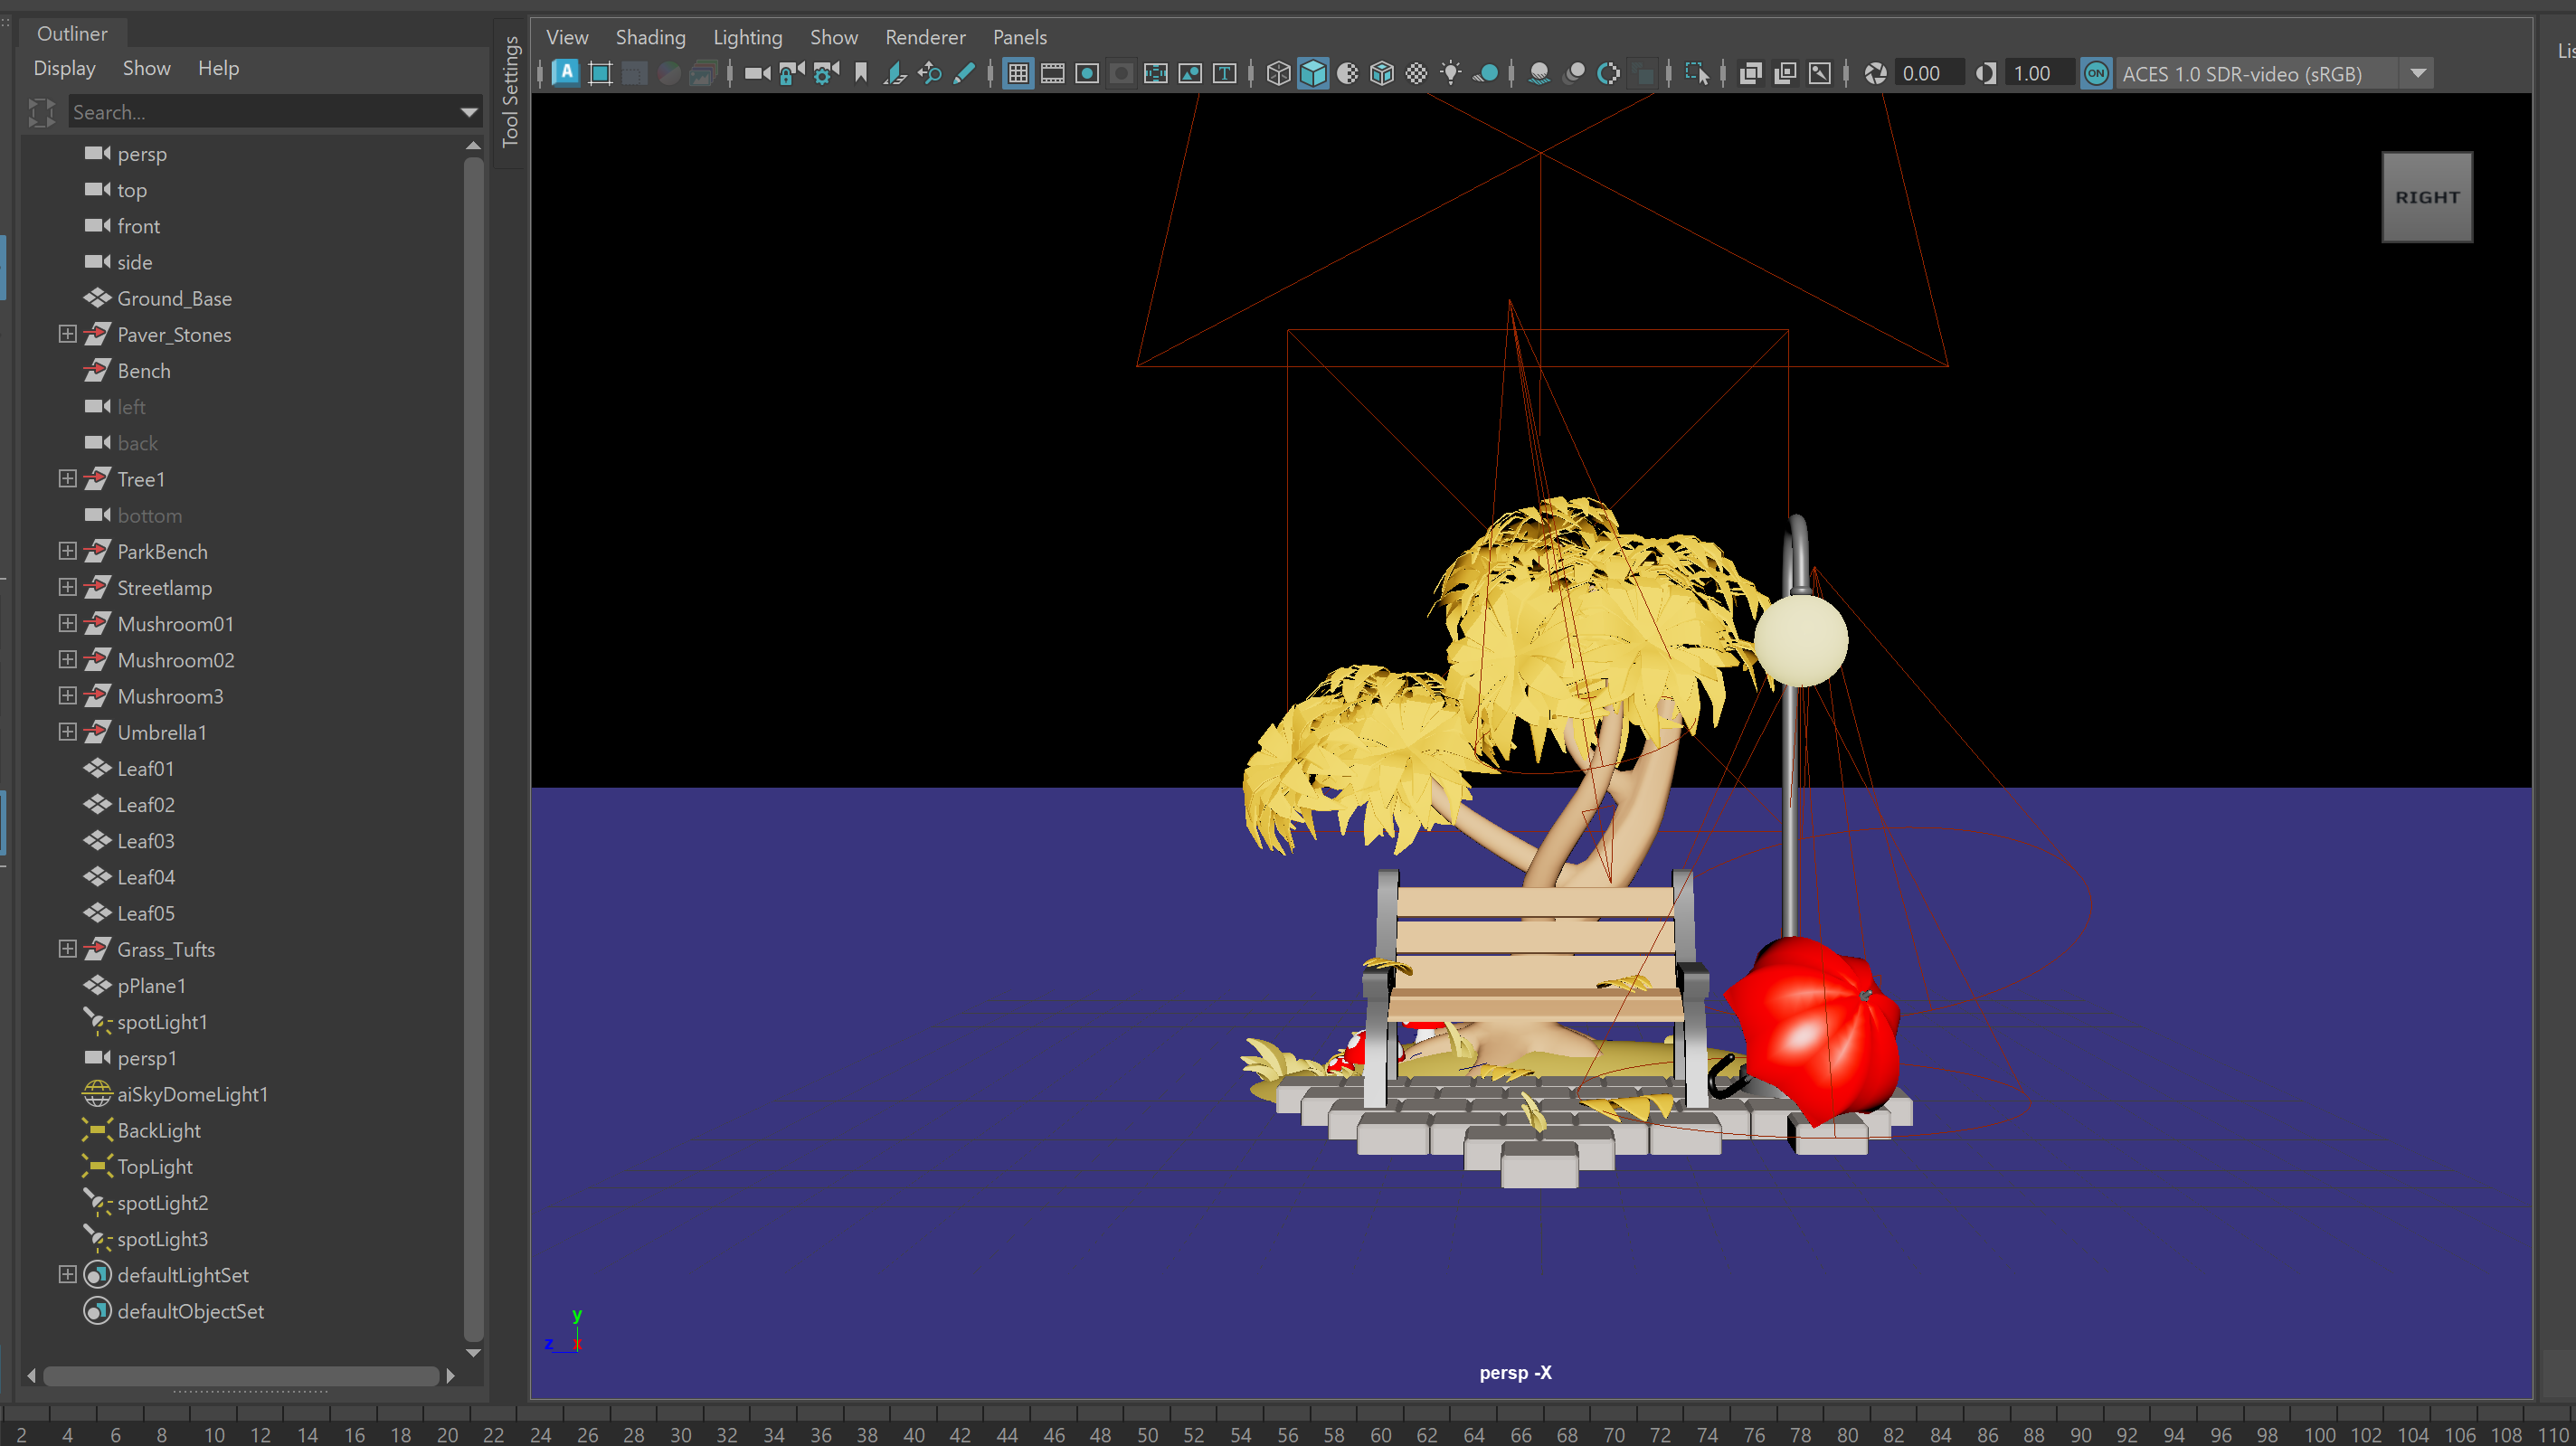 Outliner
Display Show Help
Search...
persp
top
front
side
Ground_Base
Paver_Stones
Bench
left
back
Tree1
bottom
ParkBench
Streetlamp
Mushroom01
Mushroom02
Mushroom3
Umbrella1
Leaf01
Leaf02
Leaf03
Leaf04
Leaf05
Grass_Tufts
pPlane1
spotLight1
persp1
aiSkyDomeLight1
BackLight
TopLight
spotLight2
spotLight3
defaultLightSet
defaultObjectSet
Tool Settings
View Shading Lighting Show Renderer Panels
A T 0.00 1.00 ON ACES 1.0 SDR-video (sRGB)
RIGHT
y
z x
persp -X
2 4 6 8 10 12 14 16 18 20 22 24 26 28 30 32 34 36 38 40 42 44 46 48 50 52 54 56 58 60 62 64 66 68 70 72 74 76 78 80 82 84 86 88 90 92 94 96 98 100 102 104 106 108 110